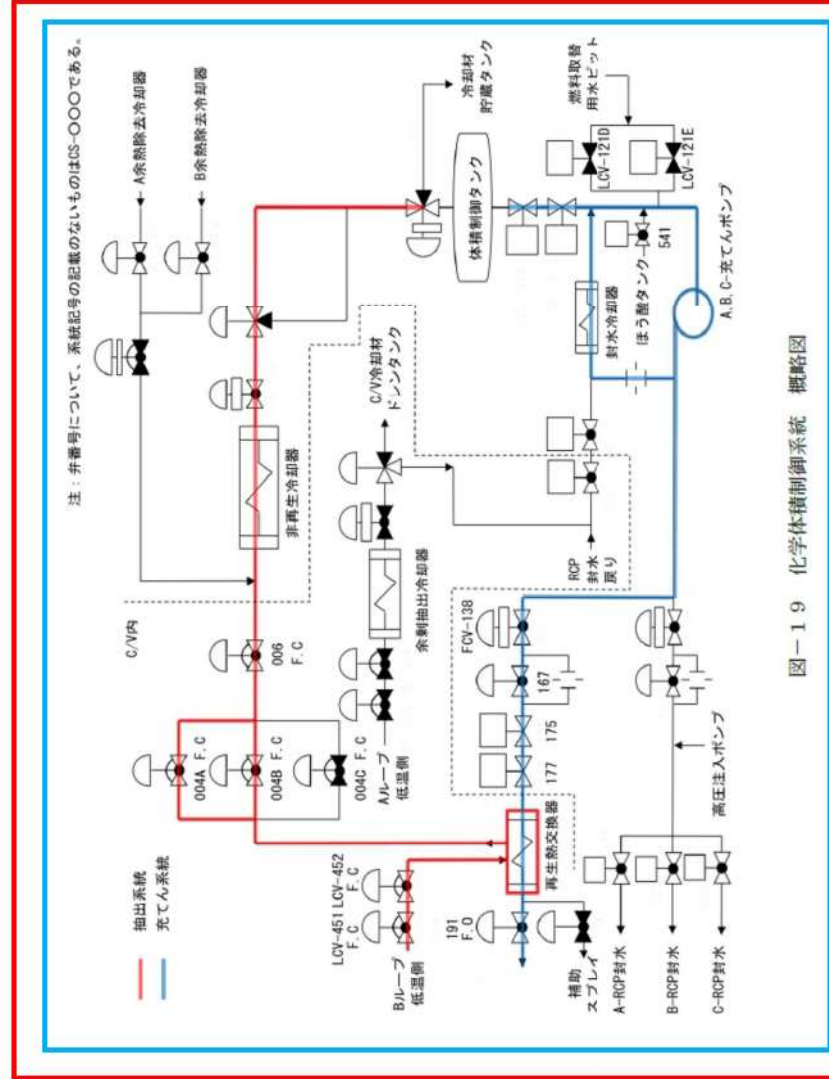 注：弁番号について、系統記号の記載のないものはCS-○○○である。
抽出系統
充てん系統
C/V内
A余熱除去冷却器
B余熱除去冷却器
非再生冷却器
冷却材
貯蔵タンク
体積制御タンク
燃料取替
用水ピット
LCV-121D
LCV-121E
541
ほう酸タンク
封水冷却器
A,B,C-充てんポンプ
C/V冷却材
ドレンタンク
余剰抽出冷却器
Aループ
低温側
RCP
封水
戻り
006
F.C
004A F.C
004B F.C
004C F.C
LCV-451
F.C
LCV-452
F.C
Bループ
低温側
再生熱交換器
FCV-138
167
175
177
191
F.O
補助
スプレイ
高圧注入ポンプ
A-RCP封水
B-RCP封水
C-RCP封水
図－19 化学体積制御系統 概略図